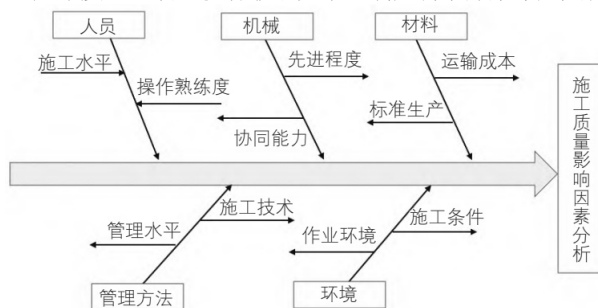 人员
机械
材料
施工水平
先进程度
运输成本
操作熟练度
标准生产
协同能力
施工质量影响因素分析
施工技术
施工条件
管理水平
作业环境
管理方法
环境